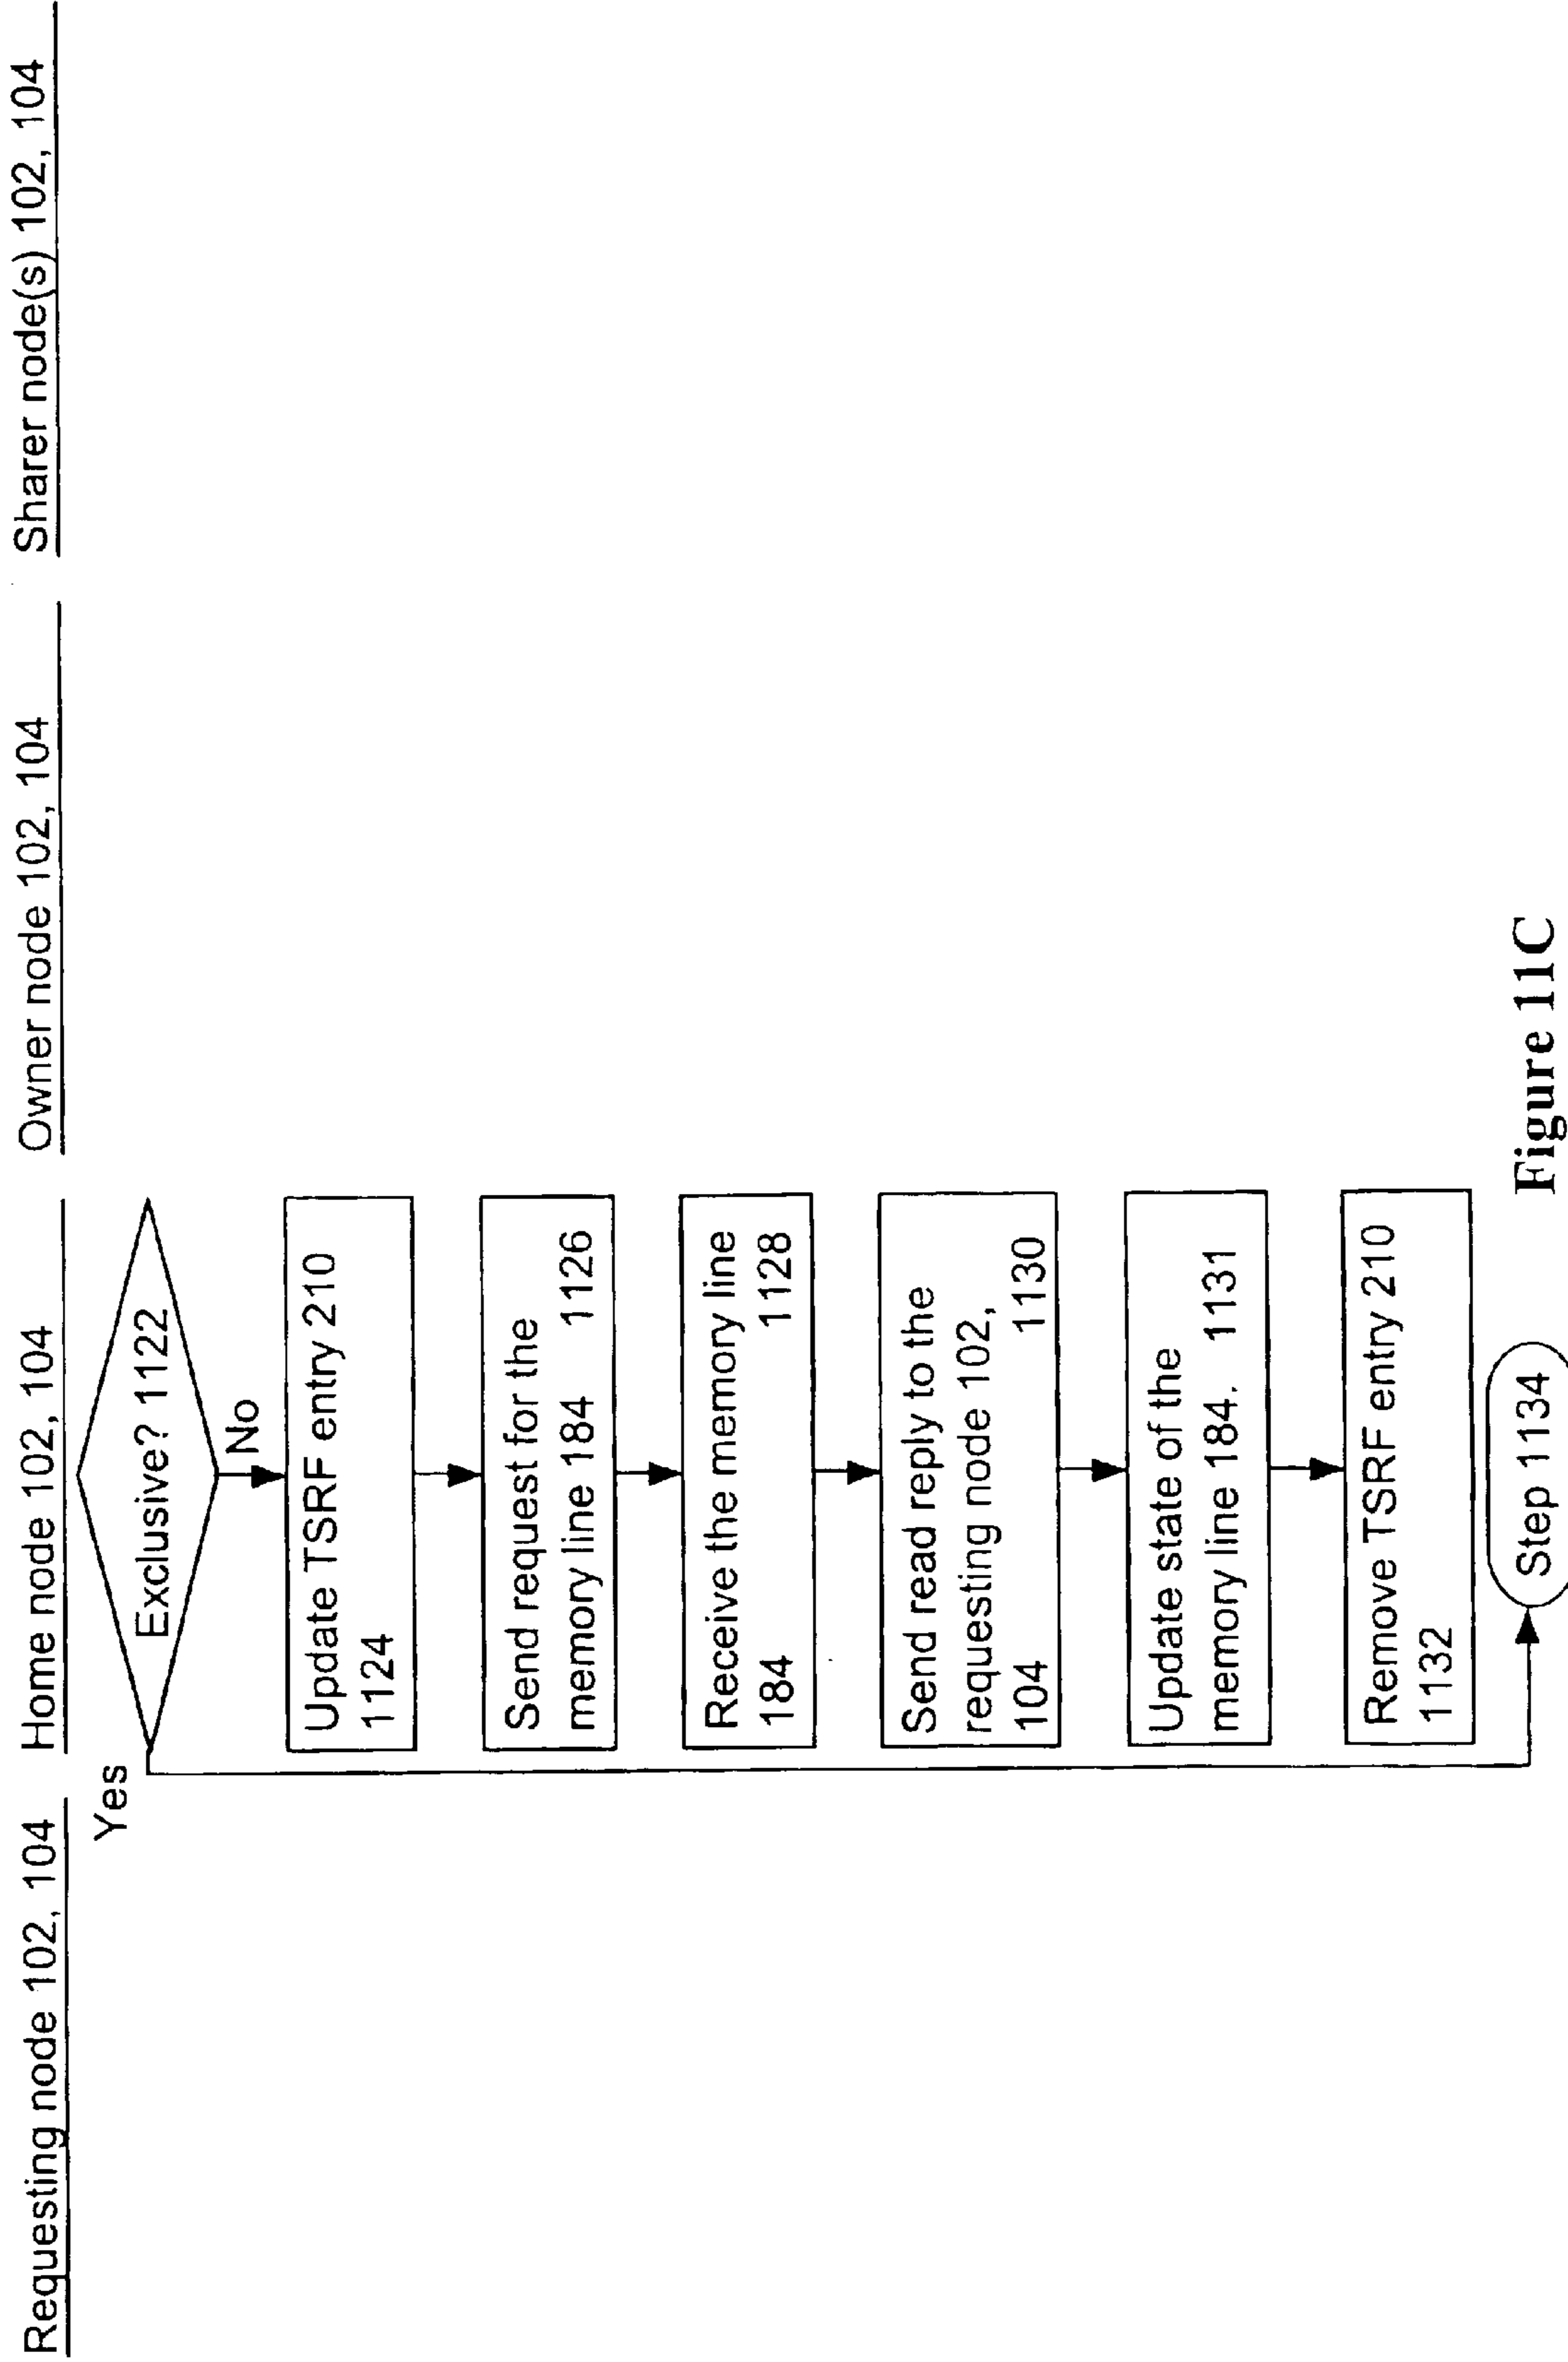 Requesting node 102, 104
Home node 102, 104
Owner node 102, 104
Sharer node(s) 102, 104
Yes
Exclusive? 1122
No
Update TSRF entry 210
1124
Send request for the
memory line 184 1126
Receive the memory line
184 1128
Send read reply to the
requesting node 102,
104 1130
Update state of the
memory line 184. 1131
Remove TSRF entry 210
1132
Step 1134
Figure 11C